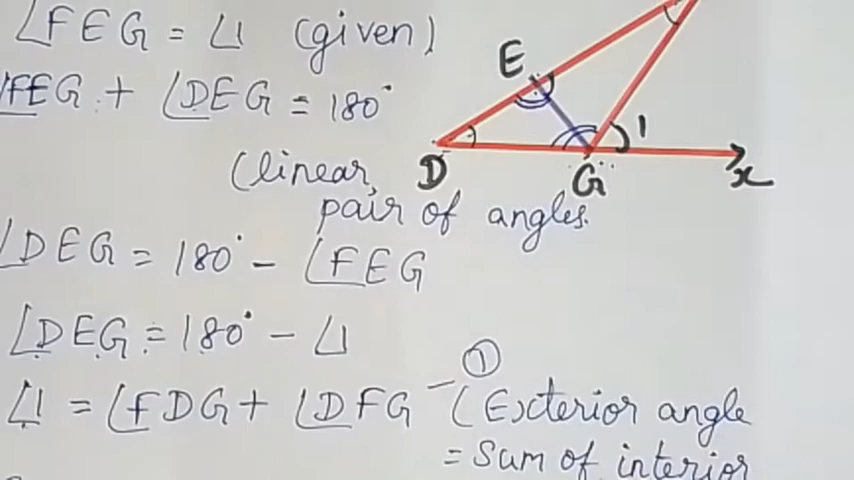 ∠FEG = ∠1 (given)
E
1
∠FEG + ∠DEG = 180°
D
G
x
(linear pair of angles.
∠DEG = 180° - ∠FEG
∠DEG = 180° - ∠1
∠1 = ∠FDG + ∠DFG - ①
(Exterior angle
= sum of interior